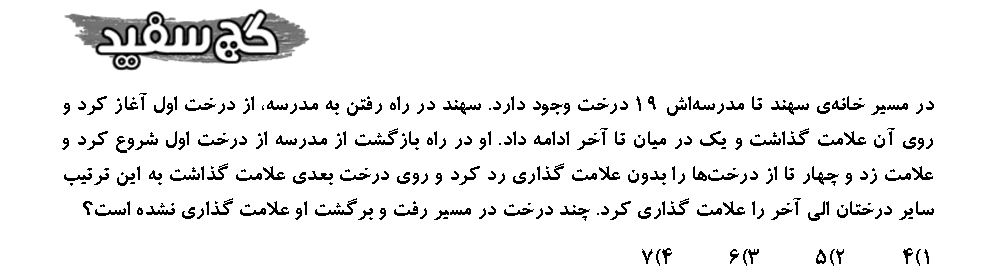 گچ سفید
در مسیر خانه‌ی سهند تا مدرسه‌اش ۱۹ درخت وجود دارد. سهند در راه رفتن به مدرسه، از درخت اول آغاز کرد و
روی آن علامت گذاشت و یک در میان تا آخر ادامه داد. او در راه بازگشت از مدرسه از درخت اول شروع کرد و
علامت زد و چهار تا از درخت‌ها را بدون علامت گذاری رد کرد و روی درخت بعدی علامت گذاشت به این ترتیب
سایر درختان الی آخر را علامت گذاری کرد. چند درخت در مسیر رفت و برگشت او علامت گذاری نشده است؟
۱)۴ ۲)۵ ۳)۶ ۴)۷